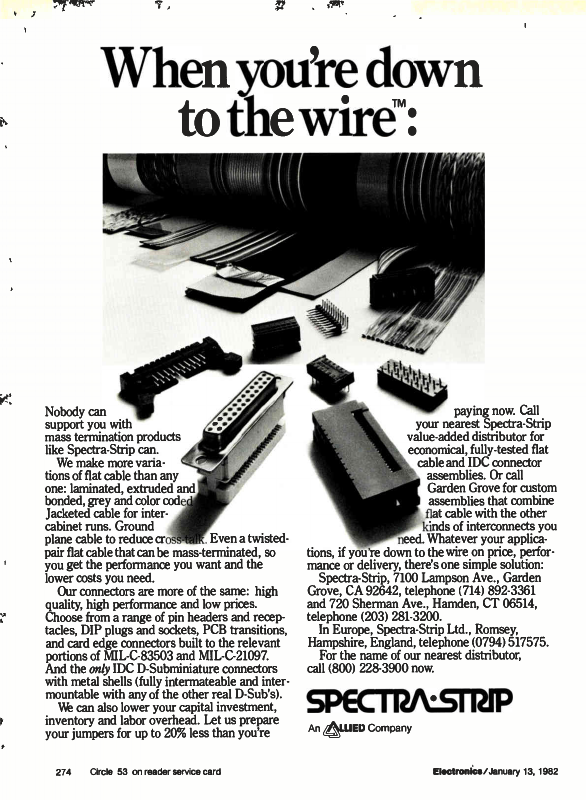 When you're down
to the wire™:
Nobody can
support you with
mass termination products
like Spectra-Strip can.
We make more varia-
tions of flat cable than any
one: laminated, extruded and
bonded, grey and color coded
Jacketed cable for inter-
cabinet runs. Ground
plane cable to reduce cross-talk. Even a twisted-
pair flat cable that can be mass-terminated, so
you get the performance you want and the
lower costs you need.
Our connectors are more of the same: high
quality, high performance and low prices.
Choose from a range of pin headers and recep-
tacles, DIP plugs and sockets, PCB transitions,
and card edge connectors built to the relevant
portions of MIL-C-83503 and MIL-C-21097.
And the only IDC D-Subminiature connectors
with metal shells (fully intermateable and inter-
mountable with any of the other real D-Sub's).
We can also lower your capital investment,
inventory and labor overhead. Let us prepare
your jumpers for up to 20% less than you're
paying now. Call
your nearest Spectra-Strip
value-added distributor for
economical, fully-tested flat
cable and IDC connector
assemblies. Or call
Garden Grove for custom
assemblies that combine
flat cable with the other
kinds of interconnects you
need. Whatever your applica-
tions, if you're down to the wire on price, perfor-
mance or delivery, there's one simple solution:
Spectra-Strip, 7100 Lampson Ave., Garden
Grove, CA 92642, telephone (714) 892-3361
and 720 Sherman Ave., Hamden, CT 06514,
telephone (203) 281-3200.
In Europe, Spectra-Strip Ltd., Romsey,
Hampshire, England, telephone (0794) 517575.
For the name of our nearest distributor,
call (800) 228-3900 now.
SPECTRA-STRIP
An ALLIED Company
274 Circle 53 on reader service card
Electronics/January 13, 1982